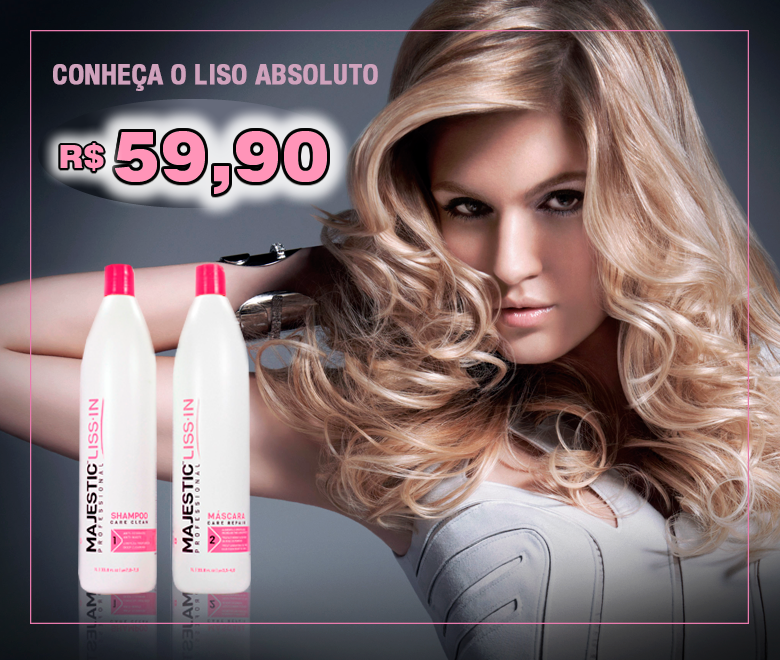 CONHEÇA O LISO ABSOLUTO
R$ 59,90
MAJESTIC LISS·IN
PROFESSIONAL
SHAMPOO
CARE CLEAR
1
MAJESTIC LISS·IN
PROFESSIONAL
MÁSCARA
CARE REPAIR
2